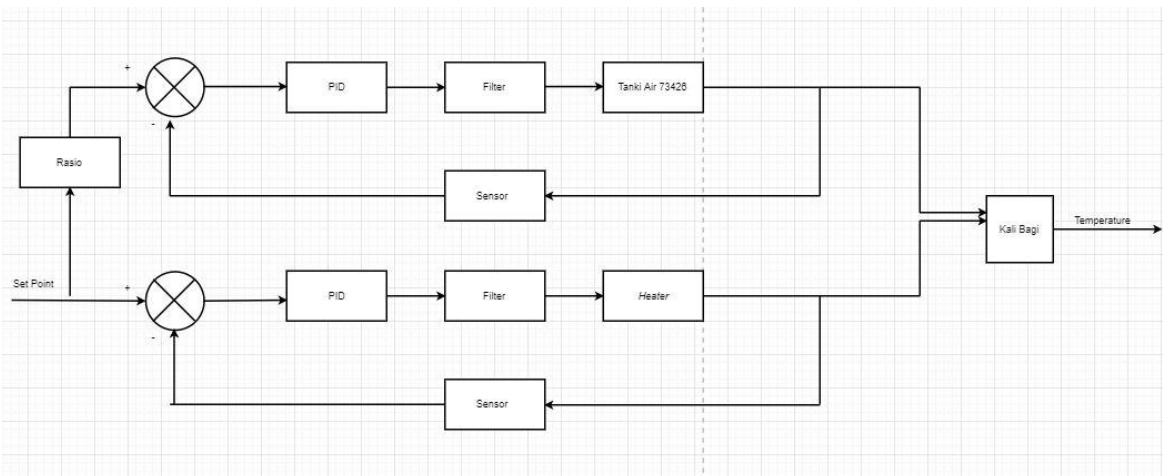 +
PID
Filter
Tanki Air 73426
-
Rasio
Sensor
Kali Bagi
Temperature
Set Point
+
PID
Filter
Heater
-
Sensor